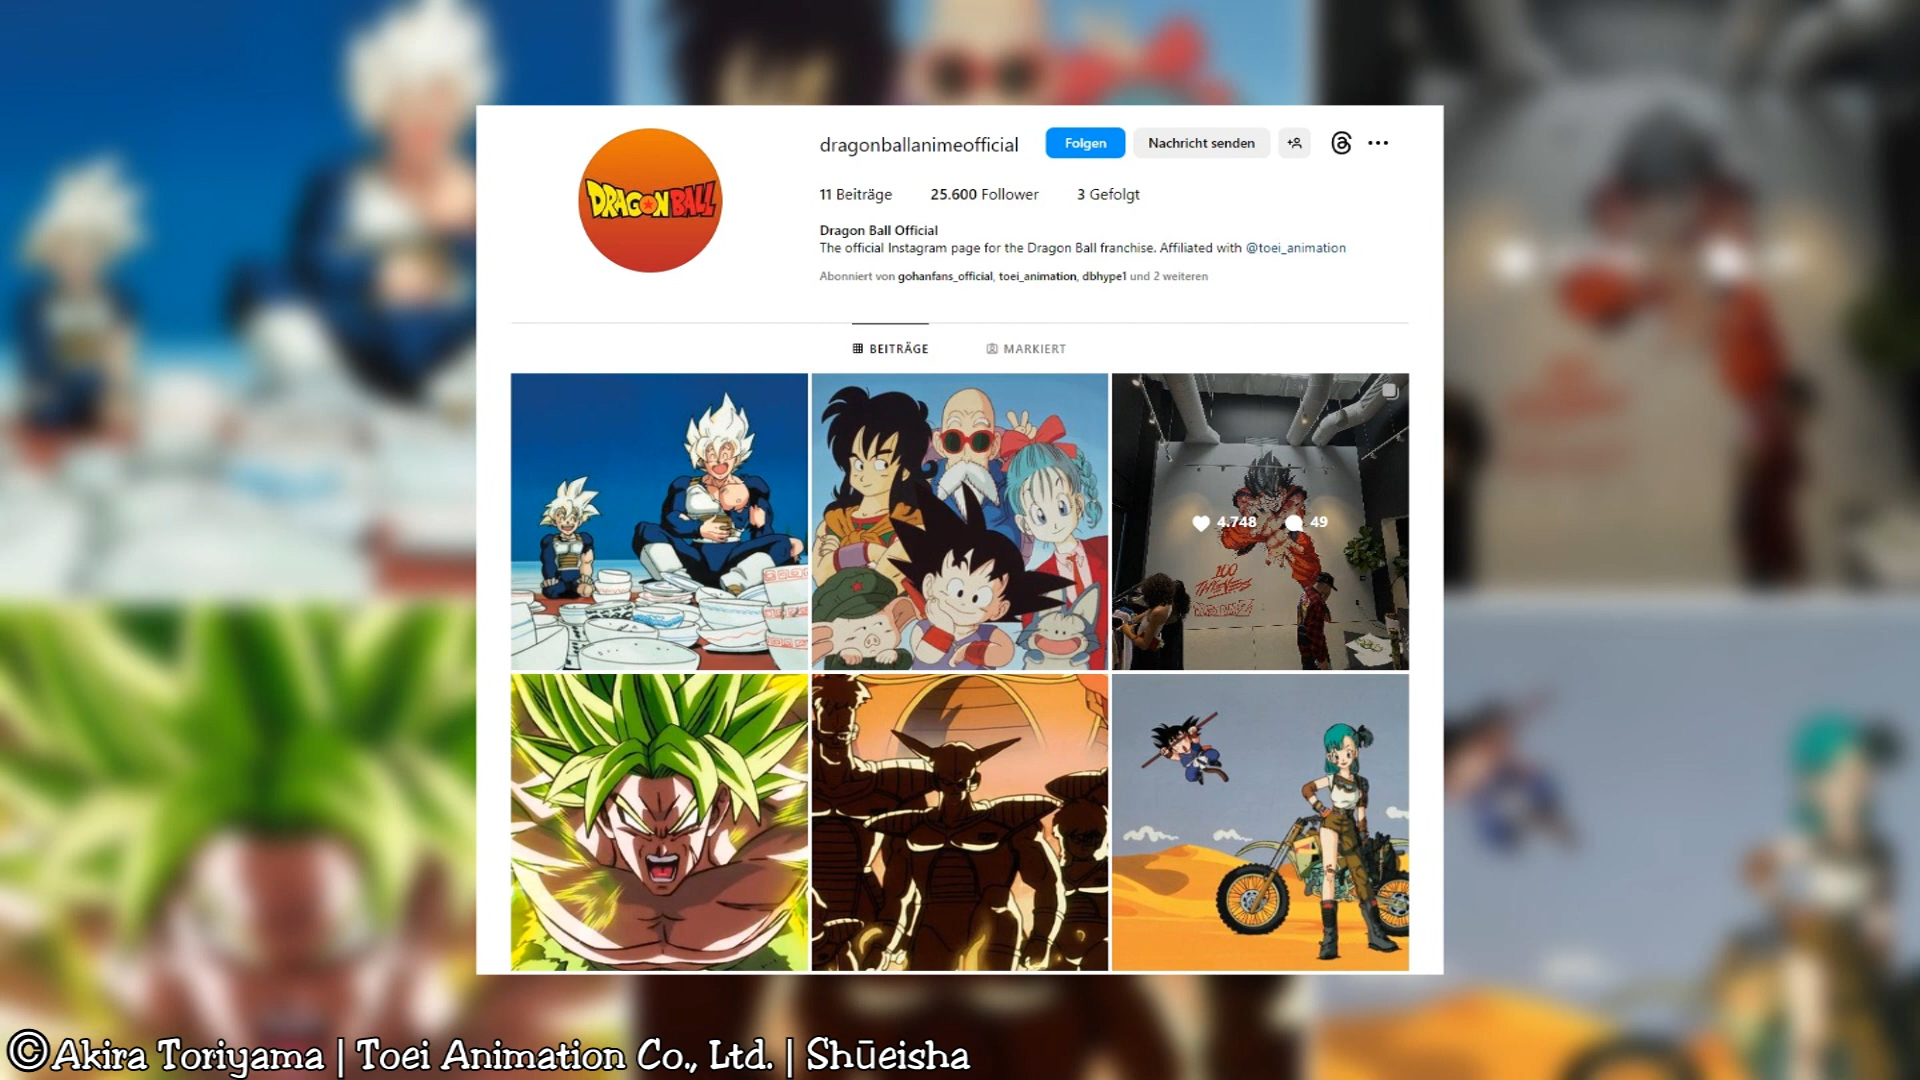 DRAGON BALL
dragonballanimeofficial
Folgen
Nachricht senden
11 Beiträge
25.600 Follower
3 Gefolgt
Dragon Ball Official
The official Instagram page for the Dragon Ball franchise. Affiliated with @toei_animation
Abonniert von gohanfans_official, toei_animation, dbhype1 und 2 weiteren
BEITRÄGE
MARKIERT
4.748
49
100
THIEVES
©Akira Toriyama | Toei Animation Co., Ltd. | Shūeisha